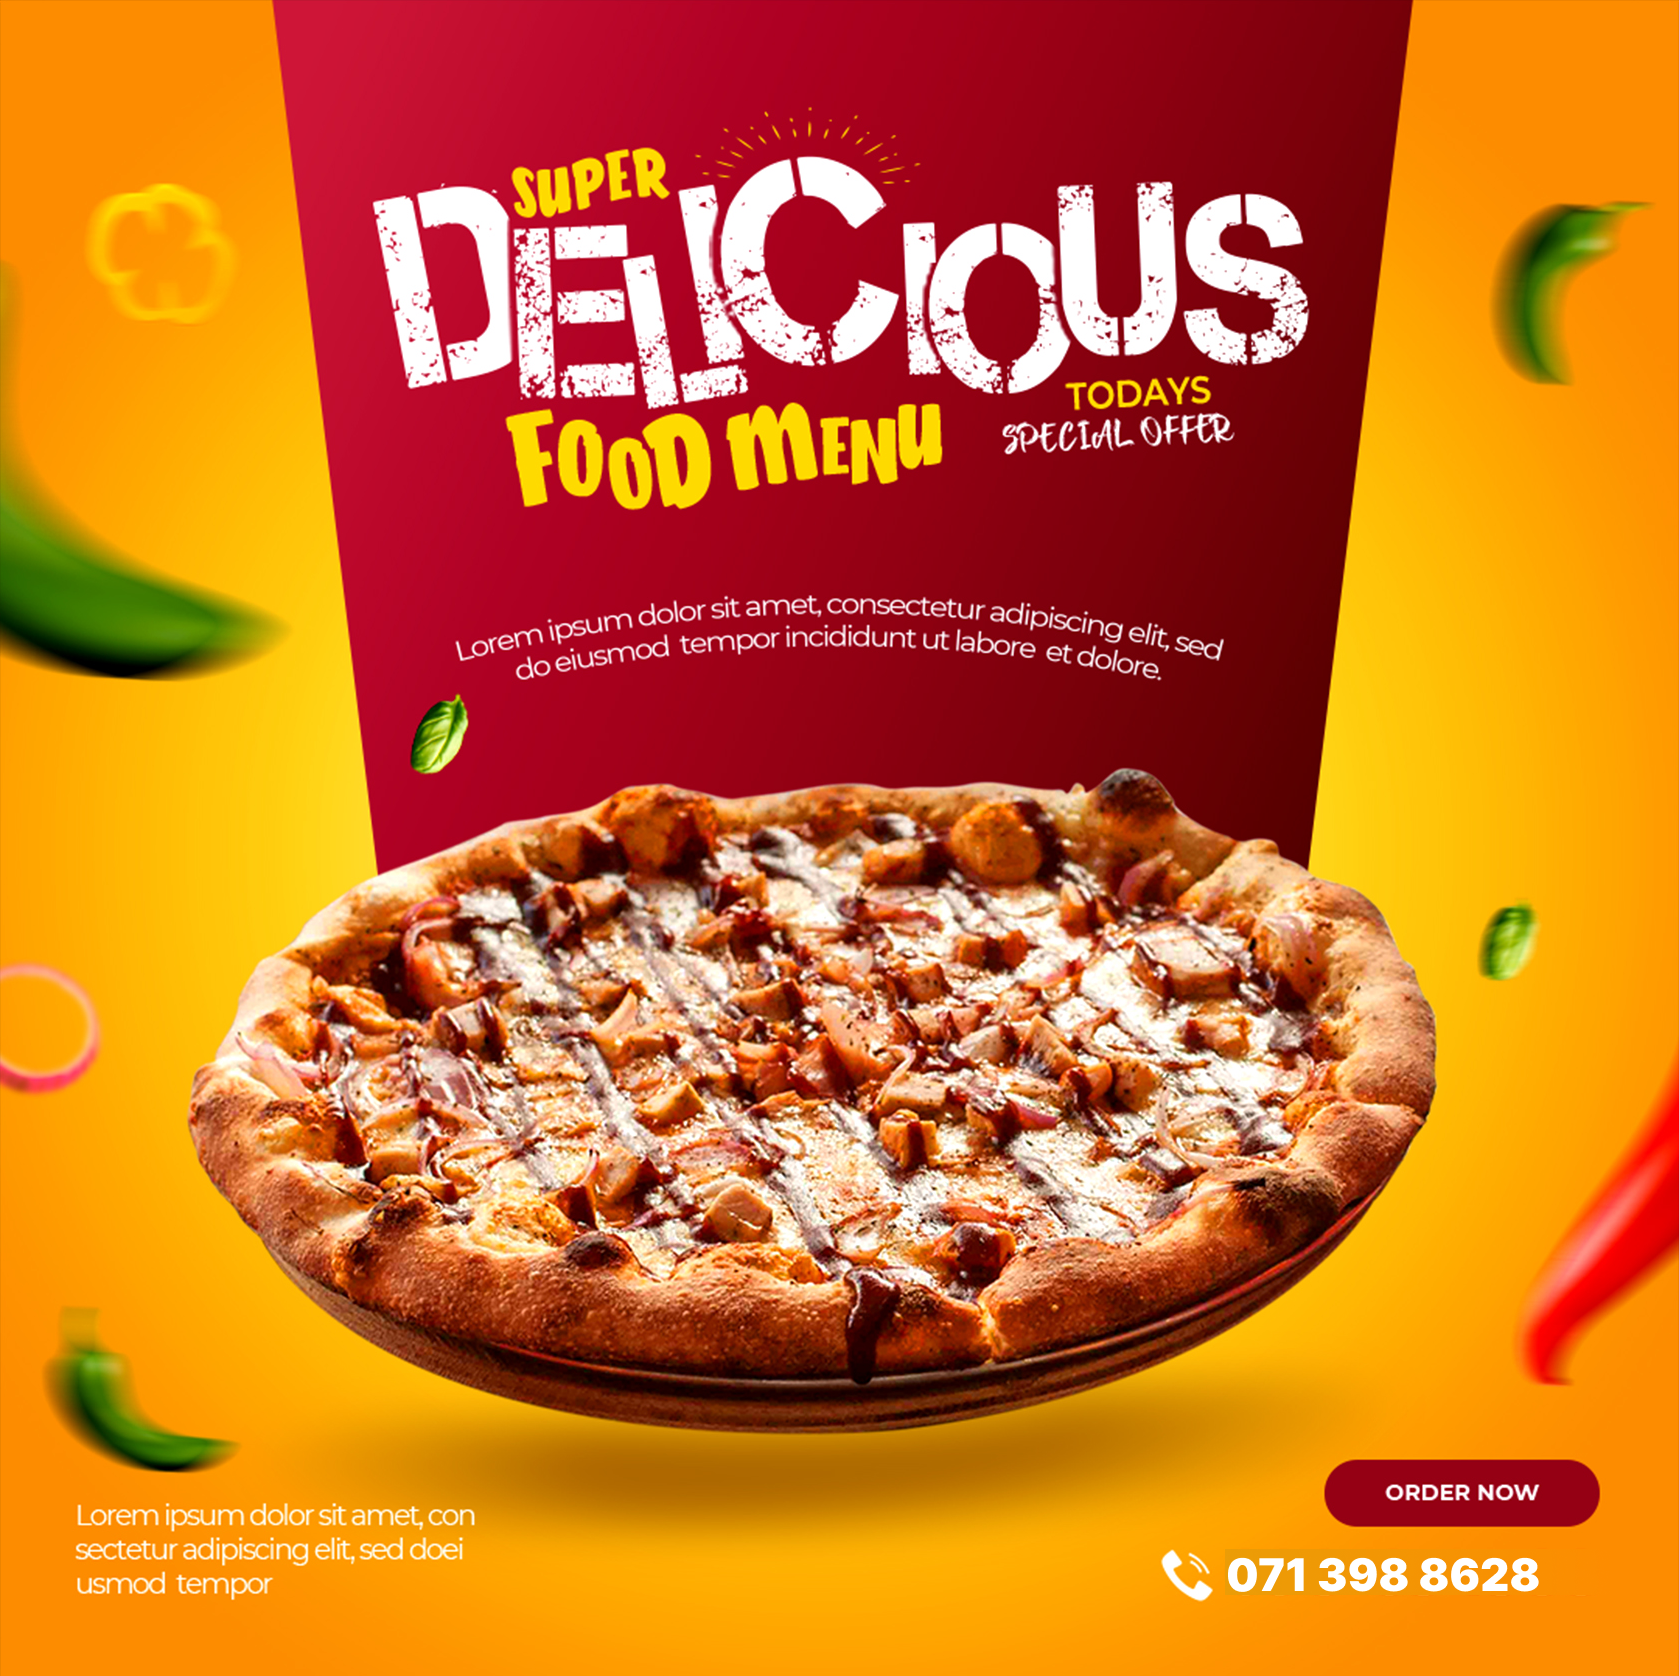 SUPER
DELICIOUS
FOOD MENU
TODAYS
SPECIAL OFFER
Lorem ipsum dolor sit amet, consectetur adipiscing elit, sed
do eiusmod tempor incididunt ut labore et dolore.
Lorem ipsum dolor sit amet, con
sectetur adipiscing elit, sed doei
usmod tempor
ORDER NOW
071 398 8628